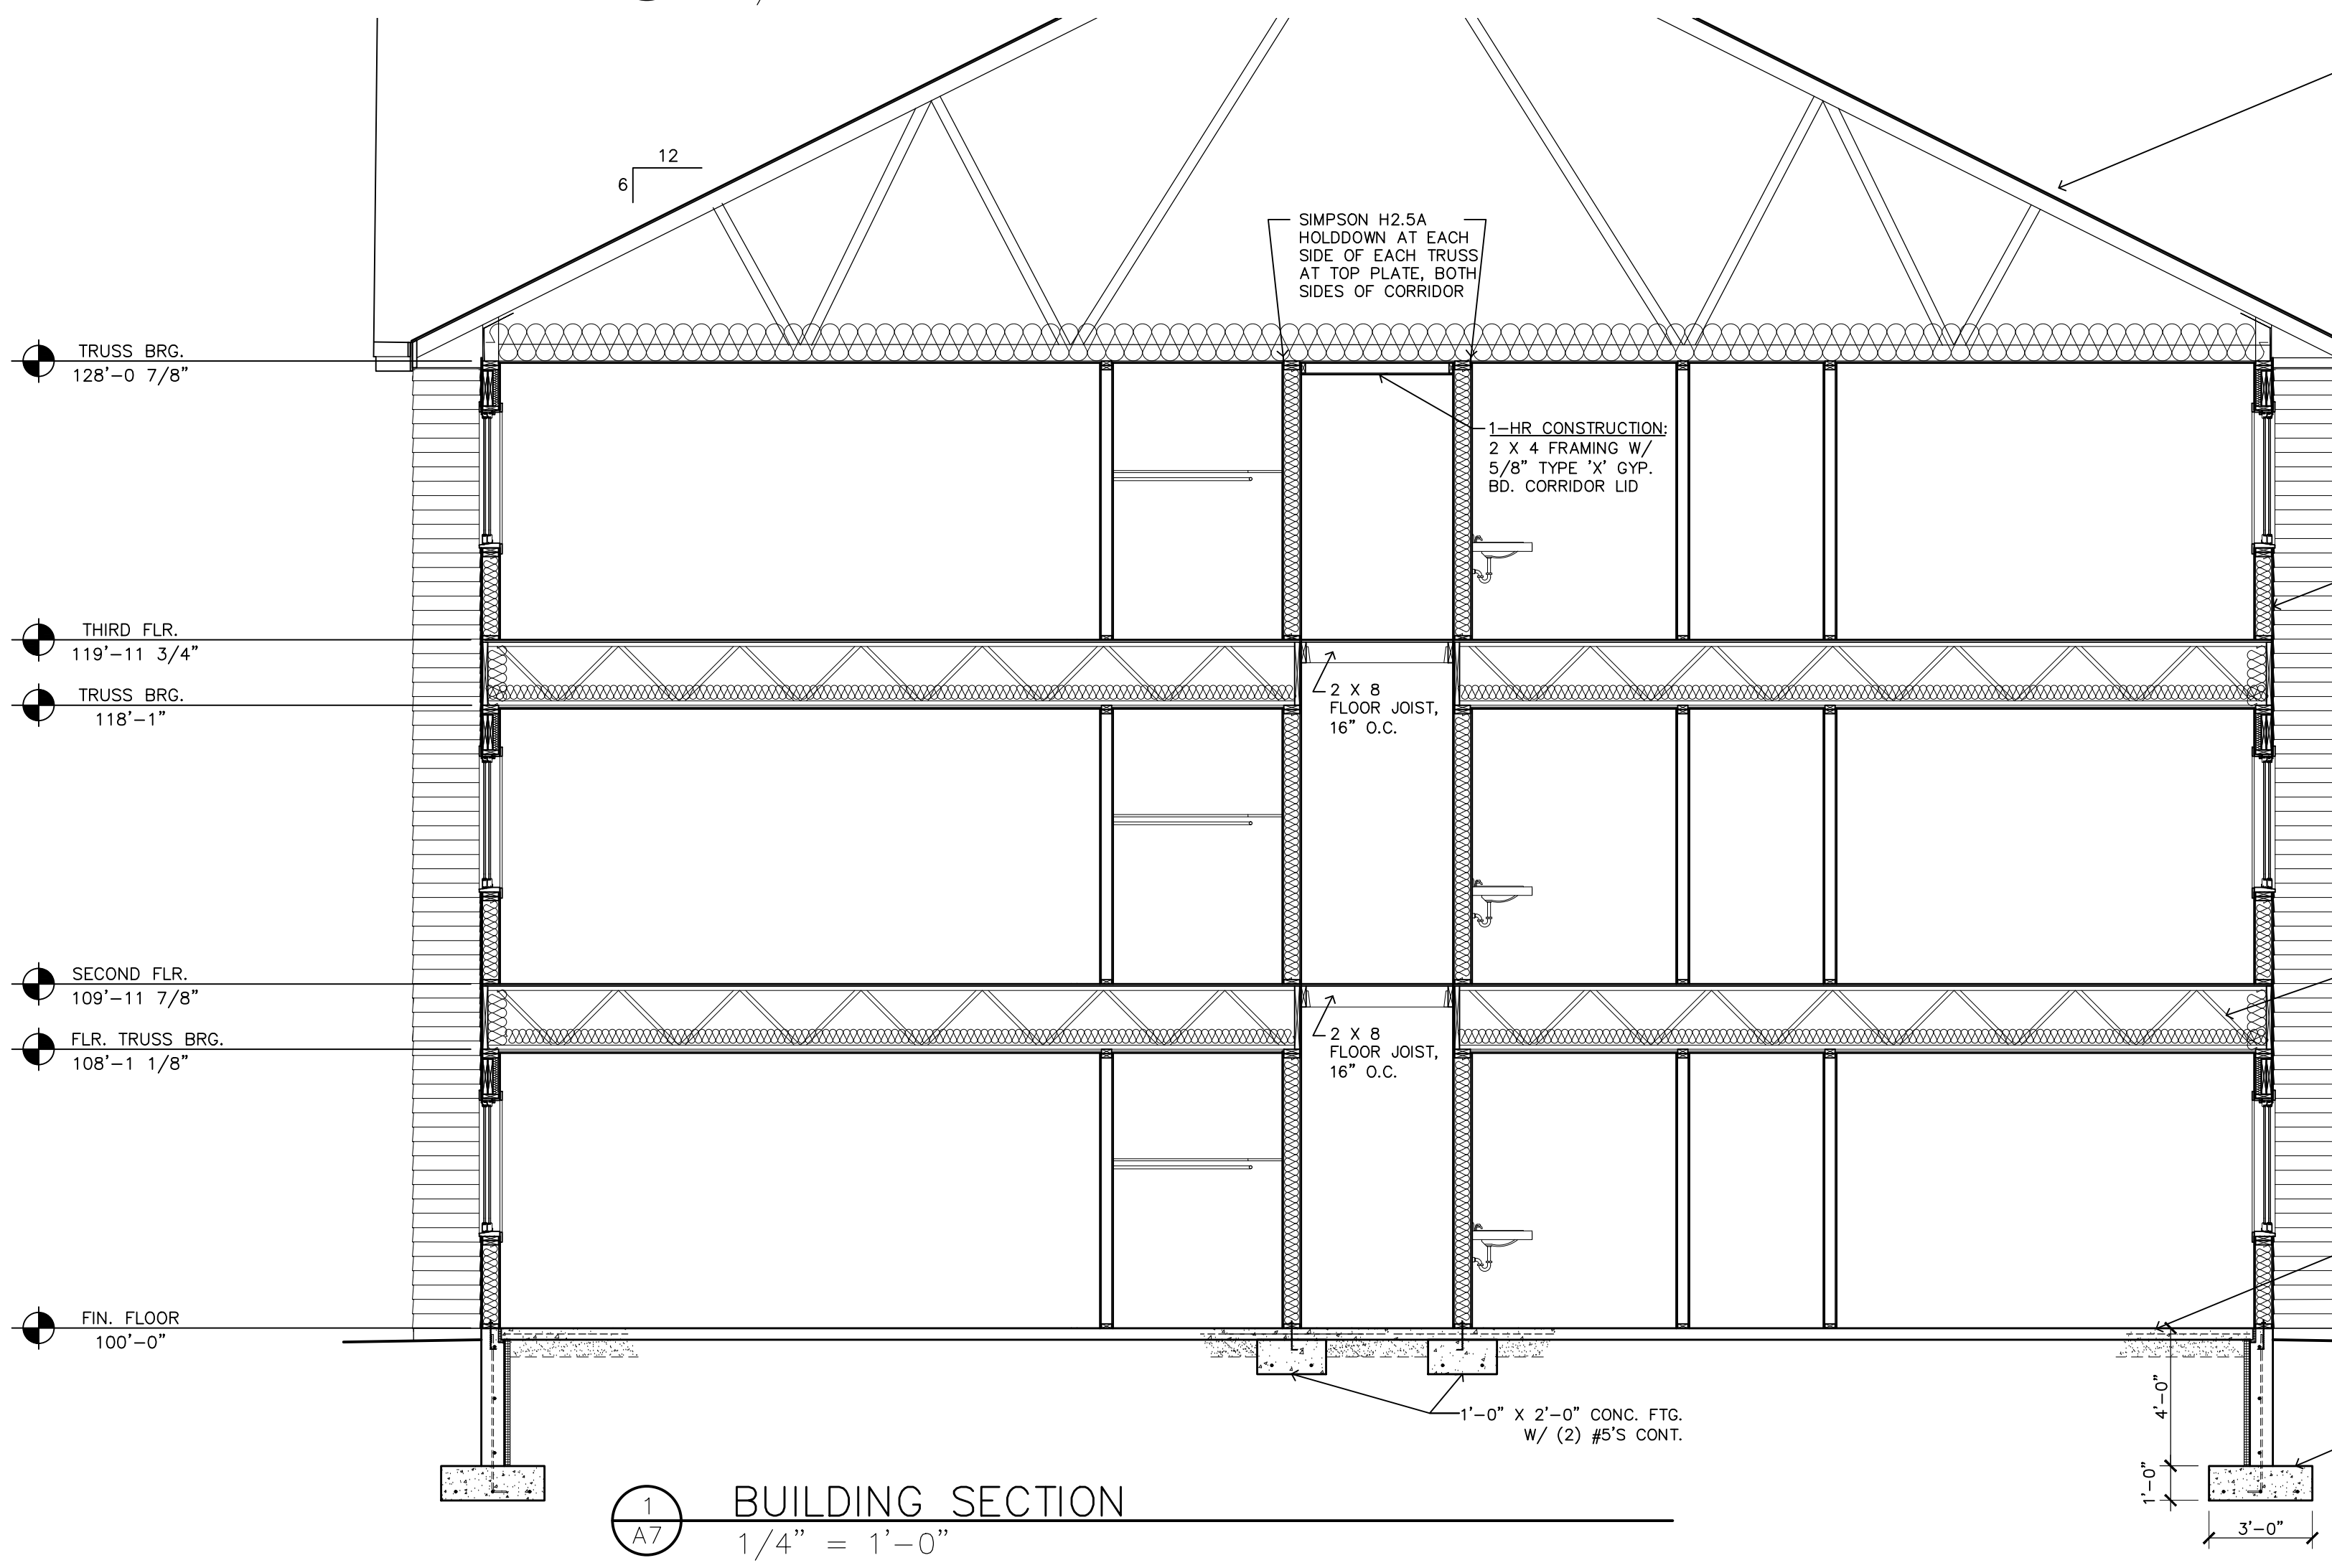 12
6
SIMPSON H2.5A
HOLDDOWN AT EACH
SIDE OF EACH TRUSS
AT TOP PLATE, BOTH
SIDES OF CORRIDOR
TRUSS BRG.
128'-0 7/8"
1-HR CONSTRUCTION:
2 X 4 FRAMING W/
5/8" TYPE 'X' GYP.
BD. CORRIDOR LID
THIRD FLR.
119'-11 3/4"
TRUSS BRG.
118'-1"
2 X 8
FLOOR JOIST,
16" O.C.
SECOND FLR.
109'-11 7/8"
FLR. TRUSS BRG.
108'-1 1/8"
2 X 8
FLOOR JOIST,
16" O.C.
FIN. FLOOR
100'-0"
1'-0" X 2'-0" CONC. FTG.
W/ (2) #5'S CONT.
4'-0"
1'-0"
3'-0"
1
A7
BUILDING SECTION
1/4" = 1'-0"